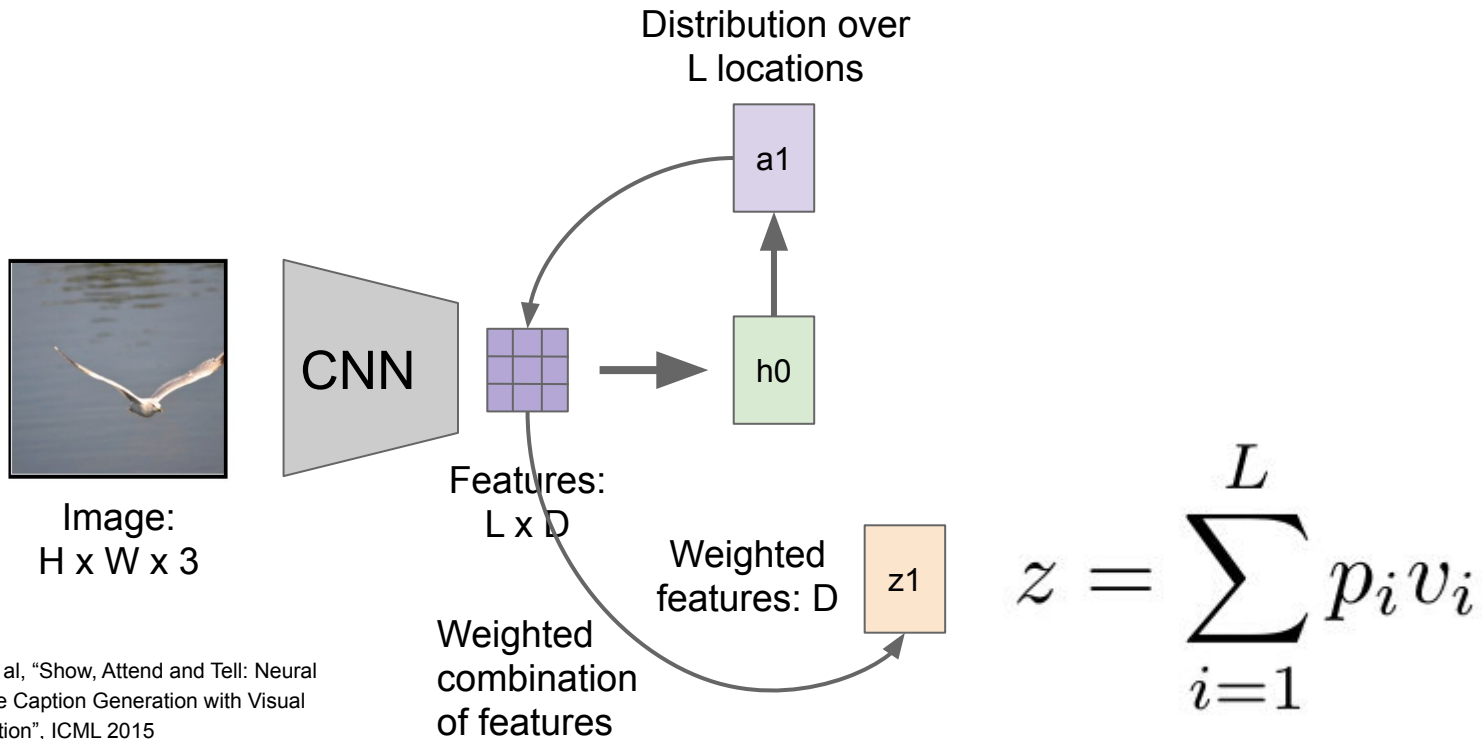 Distribution over
L locations
a1
CNN
h0
Features:
L x D
Image:
H x W x 3
Weighted
features: D
z1
z = \sum_{i=1}^{L} p_i v_i
Weighted
combination
of features
al, “Show, Attend and Tell: Neural
Caption Generation with Visual
ICML 2015